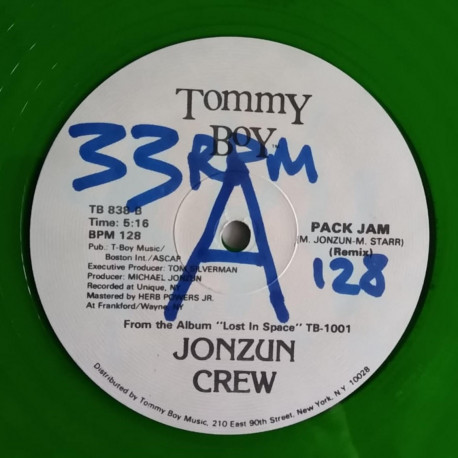 TOMMY
BOY™
33RPM
A
TB 838-B
Time: 5:16
BPM 128
Pub.: T-Boy Music/
Boston Int./ASCAP
Executive Producer: TOM SILVERMAN
Producer: MICHAEL JONZUN
Recorded at Unique, NY
Mastered by HERB POWERS JR.
At Frankford/Wayne, NY
PACK JAM
(M. JONZUN-M. STARR)
(Remix)
128
From the Album "Lost In Space" TB-1001
JONZUN
CREW
Distributed by Tommy Boy Music, 210 East 90th Street, New York, N.Y. 10028